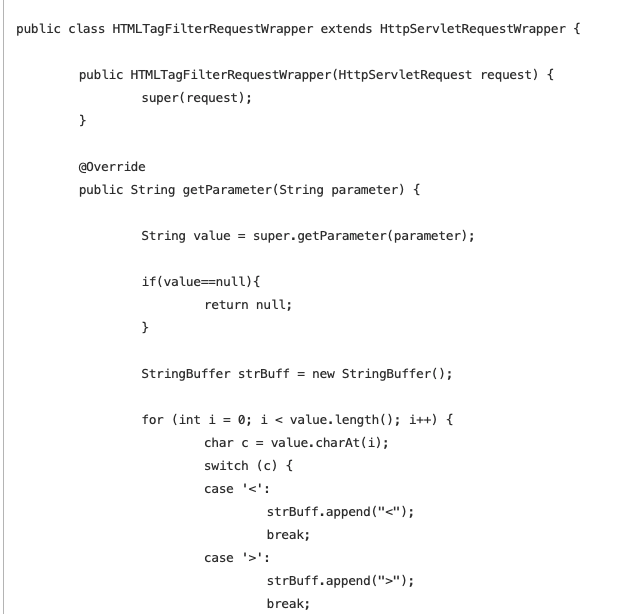 public class HTMLTagFilterRequestWrapper extends HttpServletRequestWrapper {
public HTMLTagFilterRequestWrapper(HttpServletRequest request) {
super(request);
}
@Override
public String getParameter(String parameter) {
String value = super.getParameter(parameter);
if(value==null){
return null;
}
StringBuffer strBuff = new StringBuffer();
for (int i = 0; i < value.length(); i++) {
char c = value.charAt(i);
switch (c) {
case '<':
strBuff.append("<");
break;
case '>':
strBuff.append(">");
break;